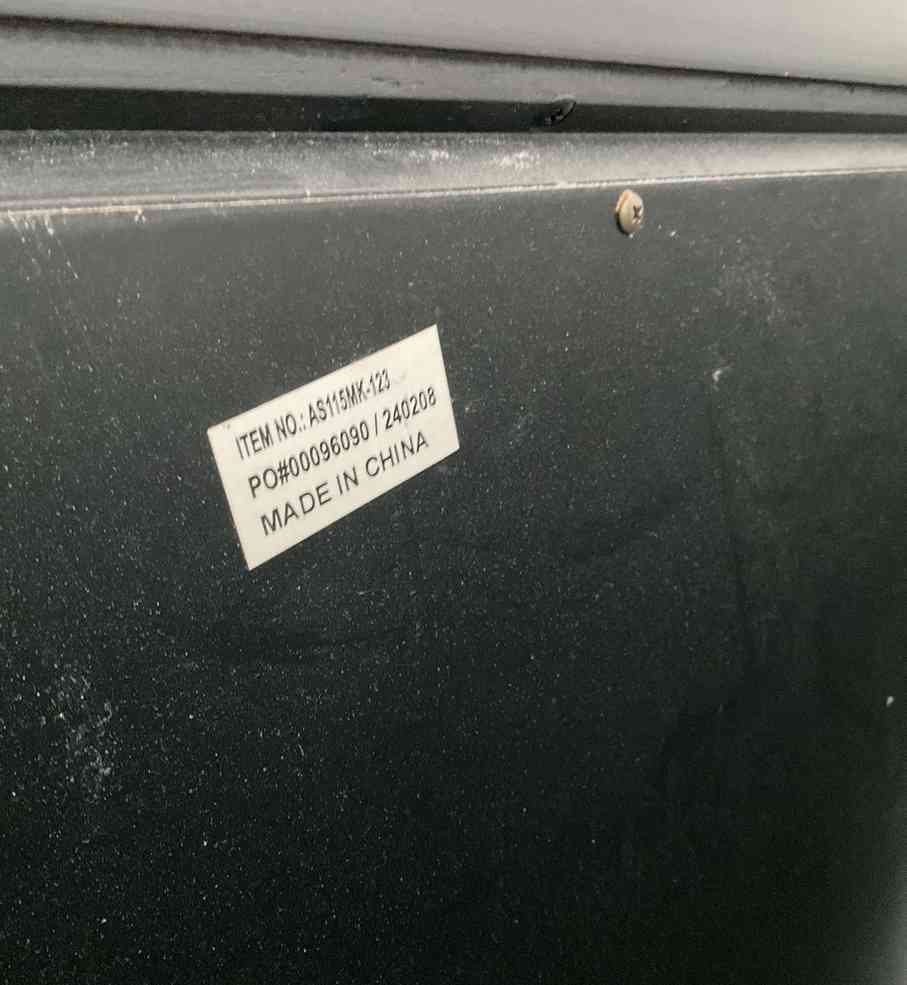 ITEM NO.: AS115MK-123
PO#00096090 / 240208
MADE IN CHINA